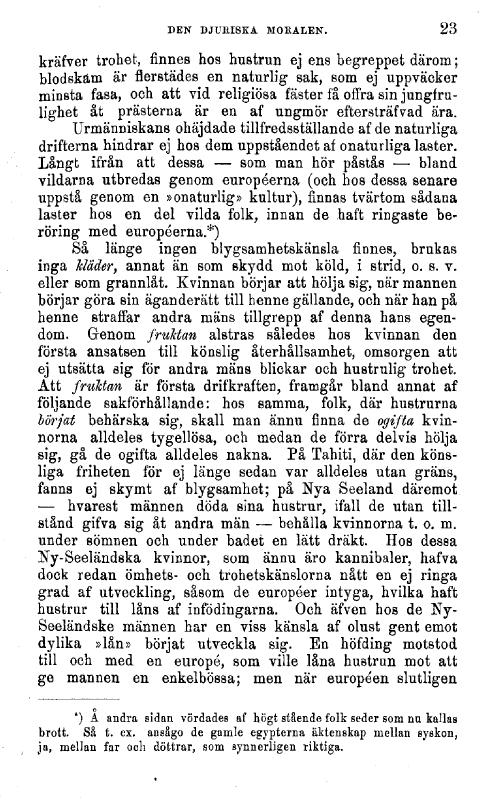 DEN DJURISKA MORALEN. 23
kräfver trohet, finnes hos hustrun ej ens begreppet därom;
blodskam är flerstädes en naturlig sak, som ej uppväcker
minsta fasa, och att vid religiösa fäster få offra sin jungfru-
lighet åt prästerna är en af ungmör eftersträfvad ära.
Urmänniskans ohäjdade tillfredsställande af de naturliga
drifterna hindrar ej hos dem uppståendet af onaturliga laster.
Långt ifrån att dessa — som man hör påstås — bland
vildarna utbredas genom européerna (och hos dessa senare
uppstå genom en »onaturlig» kultur), finnas tvärtom sådana
laster hos en del vilda folk, innan de haft ringaste be-
röring med européerna.*)
Så länge ingen blygsamhetskänsla finnes, brukas
inga kläder, annat än som skydd mot köld, i strid, o. s. v.
eller som grannlåt. Kvinnan börjar att hölja sig, när mannen
börjar göra sin äganderätt till henne gällande, och när han på
henne straffar andra mäns tillgrepp af denna hans egen-
dom. Genom fruktan alstras således hos kvinnan den
första ansatsen till könslig återhållsamhet, omsorgen att
ej utsätta sig för andra mäns blickar och hustrulig trohet.
Att fruktan är första drifkraften, framgår bland annat af
följande sakförhållande: hos samma, folk, där hustrurna
börjat behärska sig, skall man ännu finna de ogifta kvin-
norna alldeles tygellösa, och medan de förra delvis hölja
sig, gå de ogifta alldeles nakna. På Tahiti, där den köns-
liga friheten för ej länge sedan var alldeles utan gräns,
fanns ej skymt af blygsamhet; på Nya Seeland däremot
— hvarest männen döda sina hustrur, ifall de utan till-
stånd gifva sig åt andra män — behålla kvinnorna t. o. m.
under sömnen och under badet en lätt dräkt. Hos dessa
Ny-Seeländska kvinnor, som ännu äro kannibaler, hafva
dock redan ömhets- och trohetskänslorna nått en ej ringa
grad af utveckling, såsom de européer intyga, hvilka haft
hustrur till låns af infödingarna. Och äfven hos de Ny-
Seeländske männen har en viss känsla af olust gent emot
dylika »lån» börjat utveckla sig. En höfding motstod
till och med en europé, som ville låna hustrun mot att
ge mannen en enkelbössa; men när européen slutligen
*) Å andra sidan vördades af högt stående folk seder som nu kallas
brott. Så t. ex. ansågo de gamle egypterna äktenskap mellan syskon,
ja, mellan far och döttrar, som synnerligen riktiga.